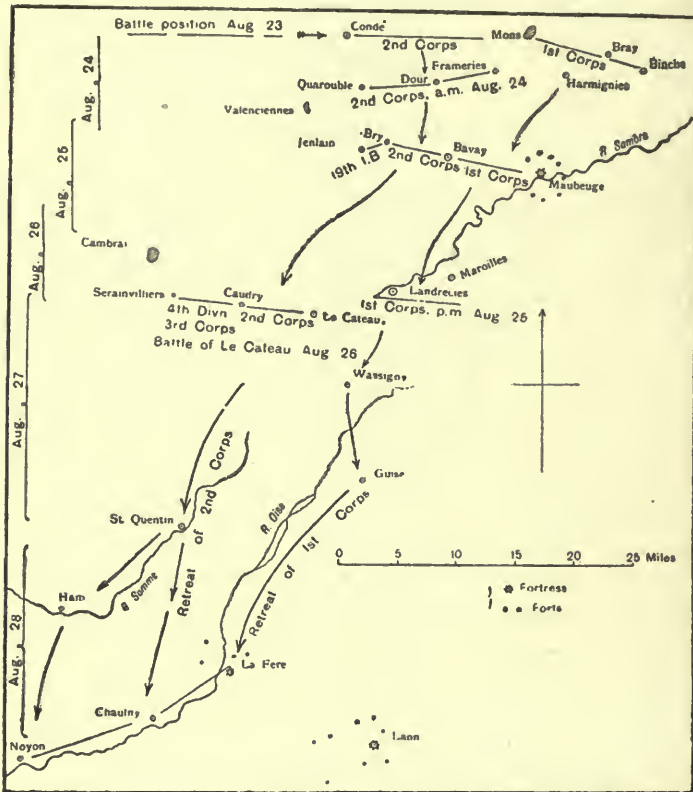 Battle position Aug 23
Condé
Mons
2nd Corps
1st Corps
Bray
Binche
Frameries
Dour
Quarouble
2nd Corps, a.m. Aug. 24
Harmignies
Valenciennes
Jenlain
Bry
Bavay
19th I.B
2nd Corps
1st Corps
Maubeuge
R Sambre
Cambrai
Maroilles
Serainvilliers
Caudry
Landrecies
4th Divn
2nd Corps
Le Cateau
1st Corps, p.m Aug 25
3rd Corps
Battle of Le Cateau Aug 26
Wassigny
Guise
St Quentin
Retreat of 2nd Corps
R. Oise
Retreat of 1st Corps
Ham
R Somme
La Fere
Chaulny
Noyon
Laon
0 5 10 15 20 25 Miles
Fortress
Forts
Aug. 24
Aug. 25
Aug. 26
Aug. 27
Aug. 28